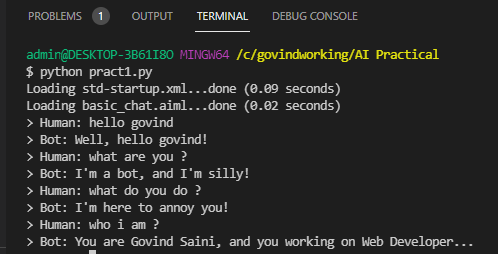 PROBLEMS 1 OUTPUT TERMINAL DEBUG CONSOLE
admin@DESKTOP-3B61I8O MINGW64 /c/govindworking/AI Practical
$ python pract1.py
Loading std-startup.xml...done (0.09 seconds)
Loading basic_chat.aiml...done (0.02 seconds)
> Human: hello govind
> Bot: Well, hello govind!
> Human: what are you ?
> Bot: I'm a bot, and I'm silly!
> Human: what do you do ?
> Bot: I'm here to annoy you!
> Human: who i am ?
> Bot: You are Govind Saini, and you working on Web Developer...